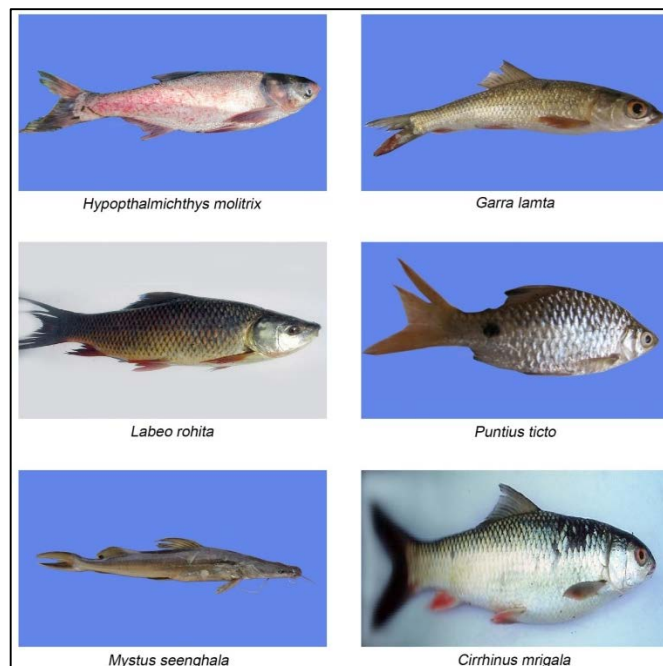 Hypopthalmichthys molitrix
Garra lamta
Labeo rohita
Puntius ticto
Mystus seenghala
Cirrhinus mrigala